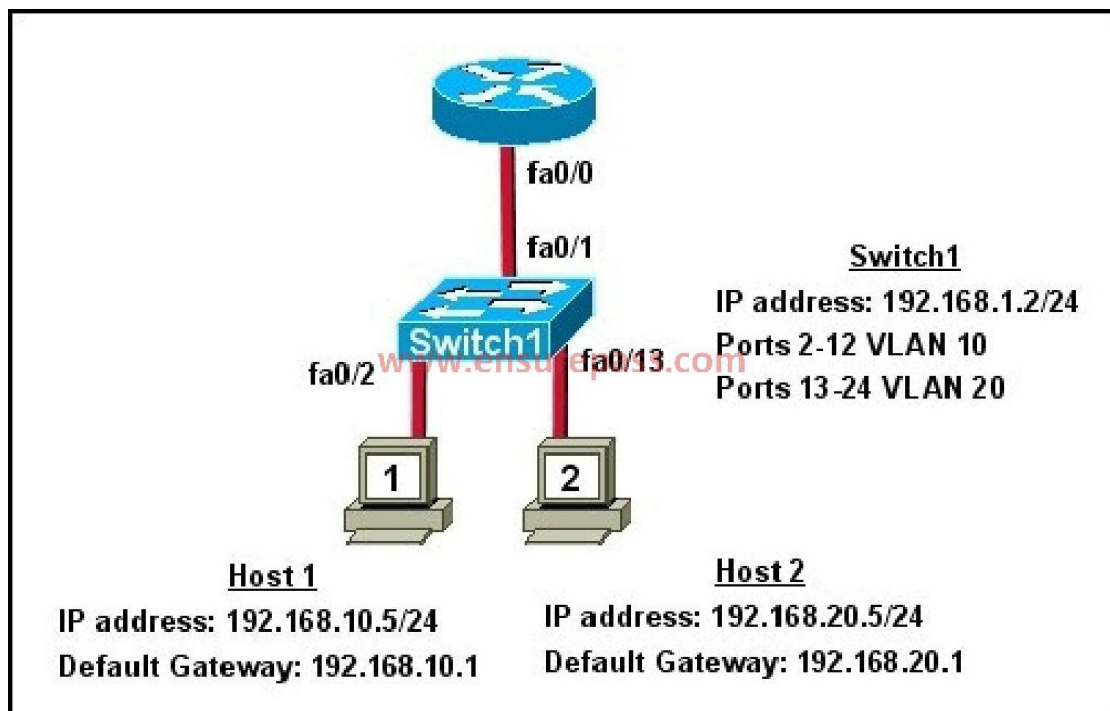 fa0/0
fa0/1
Switch1
Switch1
IP address: 192.168.1.2/24
Ports 2-12 VLAN 10
Ports 13-24 VLAN 20
www.ensurepass.com
fa0/2
fa0/13
1
2
Host 1
IP address: 192.168.10.5/24
Default Gateway: 192.168.10.1
Host 2
IP address: 192.168.20.5/24
Default Gateway: 192.168.20.1